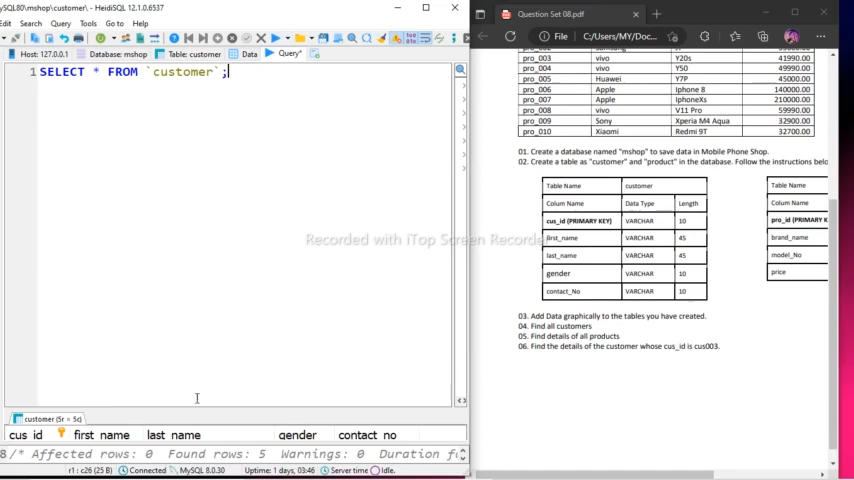 MySQL80\mshop\customer\ - HeidiSQL 12.1.0.6537
Edit Search Query Tools Go to Help
Host: 127.0.0.1 Database: mshop Table: customer Data Query*
1 SELECT * FROM `customer`;
customer (5r × 5c)
cus_id first_name last_name gender contact_no
8 /* Affected rows: 0 Found rows: 5 Warnings: 0 Duration fo
r1 : c26 (25 B) Connected MySQL 8.0.30 Uptime: 1 days, 03:46 Server time Idle.
Recorded with iTop Screen Recorder
Question Set 08.pdf
File C:/Users/MY/Doc...
pro_003 vivo Y20s 41990.00
pro_004 vivo Y50 49990.00
pro_005 Huawei Y7P 45000.00
pro_006 Apple Iphone 8 140000.00
pro_007 Apple IphoneXs 210000.00
pro_008 vivo V11 Pro 59990.00
pro_009 Sony Xperia M4 Aqua 32900.00
pro_010 Xiaomi Redmi 9T 32700.00
01. Create a database named "mshop" to save data in Mobile Phone Shop.
02. Create a table as "customer" and "product" in the database. Follow the instructions belo
Table Name customer
Colum Name Data Type Length
cus_id (PRIMARY KEY) VARCHAR 10
first_name VARCHAR 45
last_name VARCHAR 45
gender VARCHAR 10
contact_No VARCHAR 10
Table Name
Colum Name
pro_id (PRIMARY K
brand_name
model_No
price
03. Add Data graphically to the tables you have created.
04. Find all customers
05. Find details of all products
06. Find the details of the customer whose cus_id is cus003.